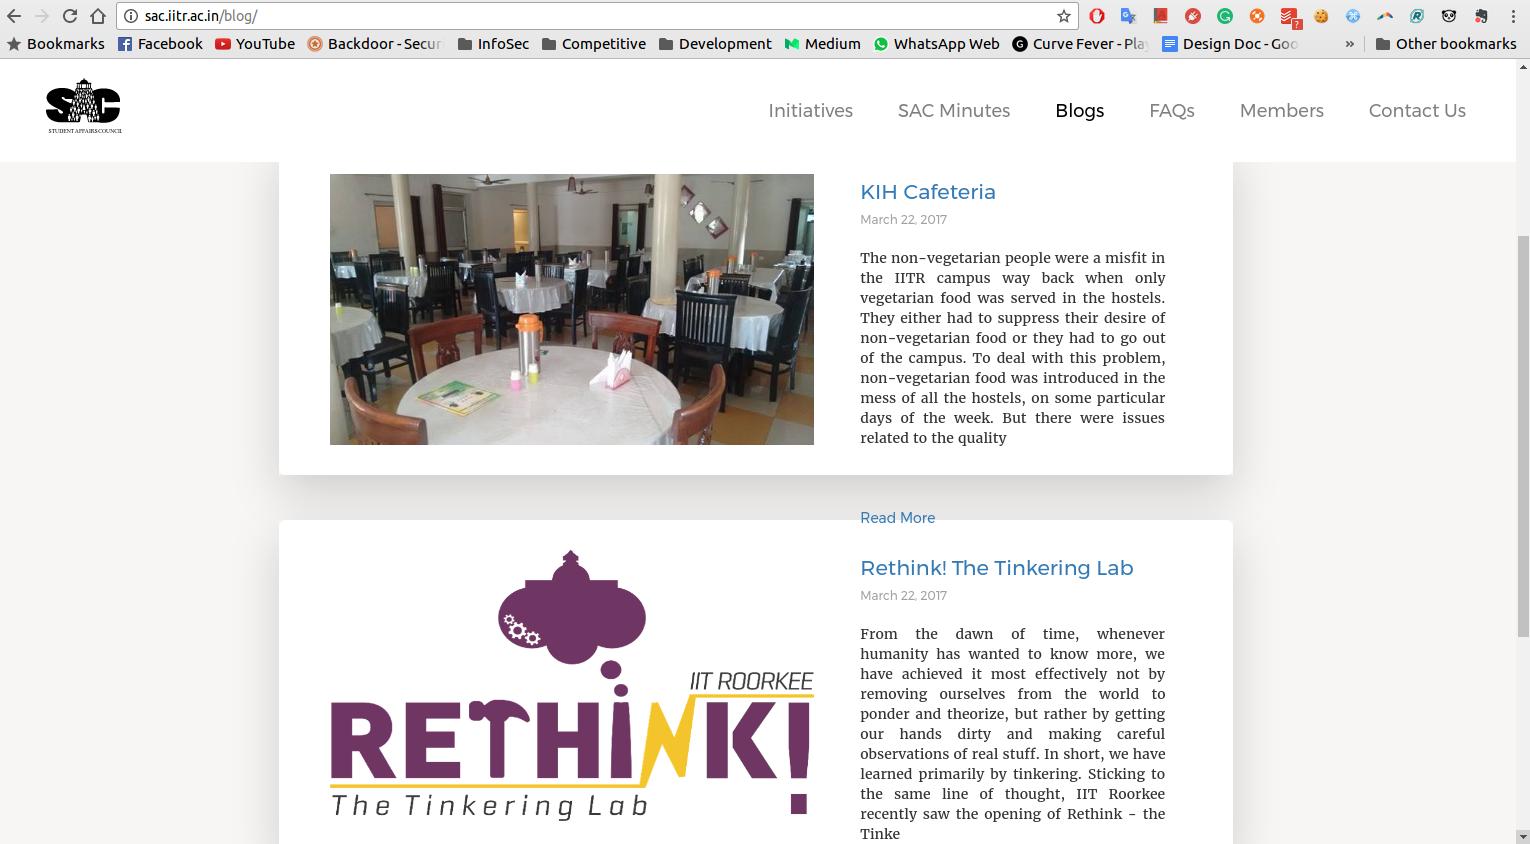 sac.iitr.ac.in/blog/
Bookmarks
Facebook
YouTube
Backdoor - Secur
InfoSec
Competitive
Development
Medium
WhatsApp Web
Curve Fever - Play
Design Doc - Goo
»
Other bookmarks
SAC
STUDENT AFFAIRS COUNCIL
Initiatives
SAC Minutes
Blogs
FAQs
Members
Contact Us
KIH Cafeteria
March 22, 2017
The non-vegetarian people were a misfit in
the IITR campus way back when only
vegetarian food was served in the hostels.
They either had to suppress their desire of
non-vegetarian food or they had to go out
of the campus. To deal with this problem,
non-vegetarian food was introduced in the
mess of all the hostels, on some particular
days of the week. But there were issues
related to the quality
Read More
IIT ROORKEE
RETHINK!
The Tinkering Lab
Rethink! The Tinkering Lab
March 22, 2017
From the dawn of time, whenever
humanity has wanted to know more, we
have achieved it most effectively not by
removing ourselves from the world to
ponder and theorize, but rather by getting
our hands dirty and making careful
observations of real stuff. In short, we have
learned primarily by tinkering. Sticking to
the same line of thought, IIT Roorkee
recently saw the opening of Rethink - the
Tinke